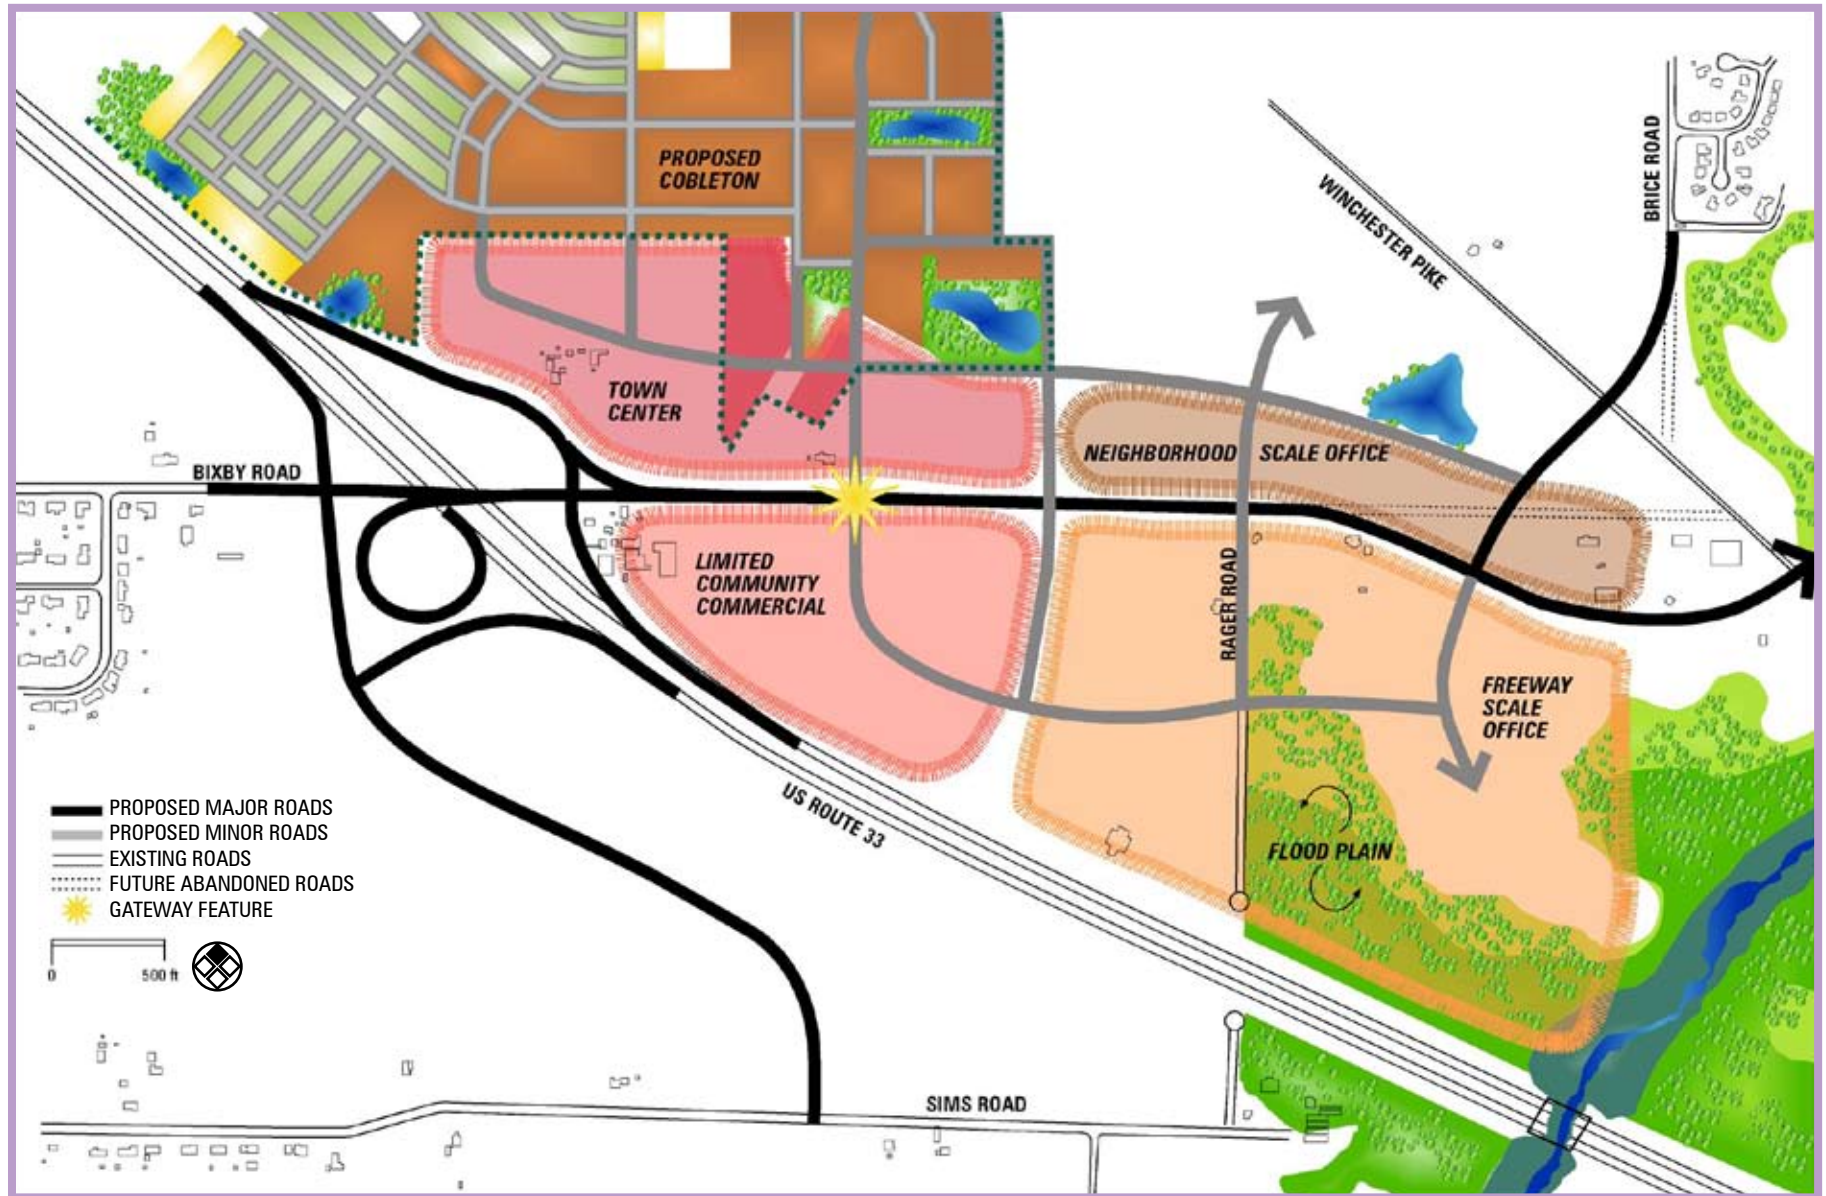 PROPOSED
COBLETON
WINCHESTER PIKE
BRICE ROAD
TOWN
CENTER
NEIGHBORHOOD SCALE OFFICE
BIXBY ROAD
LIMITED
COMMUNITY
COMMERCIAL
RAGER ROAD
FREEWAY
SCALE
OFFICE
US ROUTE 33
FLOOD PLAIN
PROPOSED MAJOR ROADS
PROPOSED MINOR ROADS
EXISTING ROADS
FUTURE ABANDONED ROADS
GATEWAY FEATURE
0 500 ft
SIMS ROAD